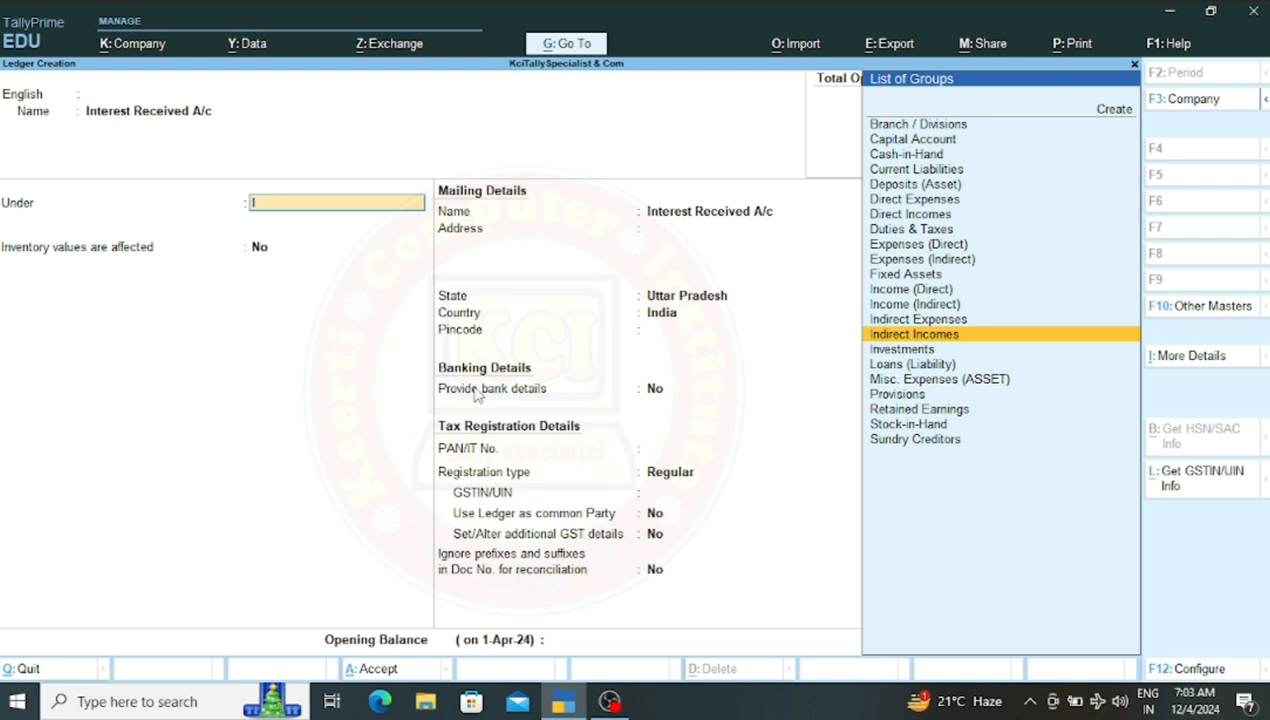 TallyPrime
EDU
MANAGE
K: Company
Y: Data
Z: Exchange
G: Go To
O: Import
E: Export
M: Share
P: Print
F1: Help
Ledger Creation
KciTallySpecialist & Com
English :
Name : Interest Received A/c
Total O
Under : I
Inventory values are affected : No
Mailing Details
Name : Interest Received A/c
Address :
State : Uttar Pradesh
Country : India
Pincode :
Banking Details
Provide bank details : No
Tax Registration Details
PAN/IT No. :
Registration type : Regular
GSTIN/UIN :
Use Ledger as common Party : No
Set/Alter additional GST details : No
Ignore prefixes and suffixes
in Doc No. for reconciliation : No
Opening Balance ( on 1-Apr-24) :
List of Groups
Create
Branch / Divisions
Capital Account
Cash-in-Hand
Current Liabilities
Deposits (Asset)
Direct Expenses
Direct Incomes
Duties & Taxes
Expenses (Direct)
Expenses (Indirect)
Fixed Assets
Income (Direct)
Income (Indirect)
Indirect Expenses
Indirect Incomes
Investments
Loans (Liability)
Misc. Expenses (ASSET)
Provisions
Retained Earnings
Stock-in-Hand
Sundry Creditors
F2: Period
F3: Company
F4
F5
F6
F7
F8
F9
F10: Other Masters
I: More Details
B: Get HSN/SAC
Info
L: Get GSTIN/UIN
Info
F12: Configure
Q: Quit
A: Accept
D: Delete
Keerti Computer Institute
KCI
Type here to search
1
21°C Haze
ENG
IN
7:03 AM
12/4/2024
7